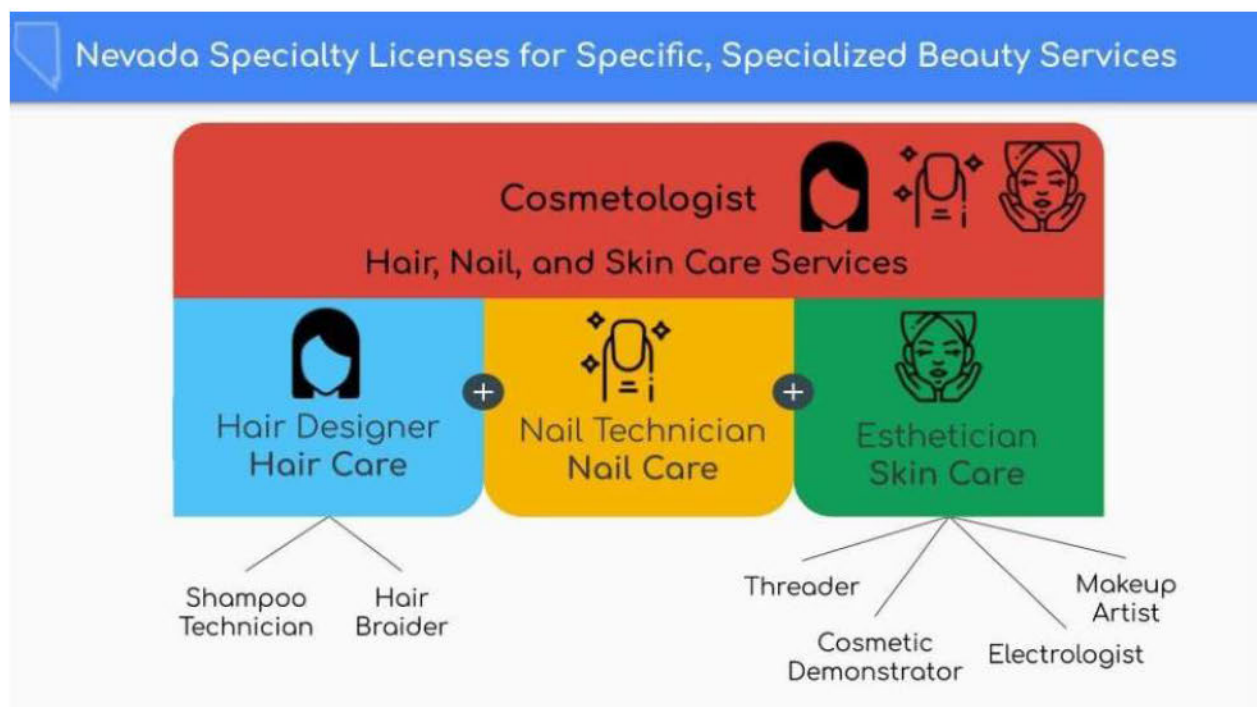 Nevada Specialty Licenses for Specific, Specialized Beauty Services
Cosmetologist
Hair, Nail, and Skin Care Services
Hair Designer
Hair Care
Nail Technician
Nail Care
Esthetician
Skin Care
Shampoo
Technician
Hair
Braider
Threader
Cosmetic
Demonstrator
Electrologist
Makeup
Artist